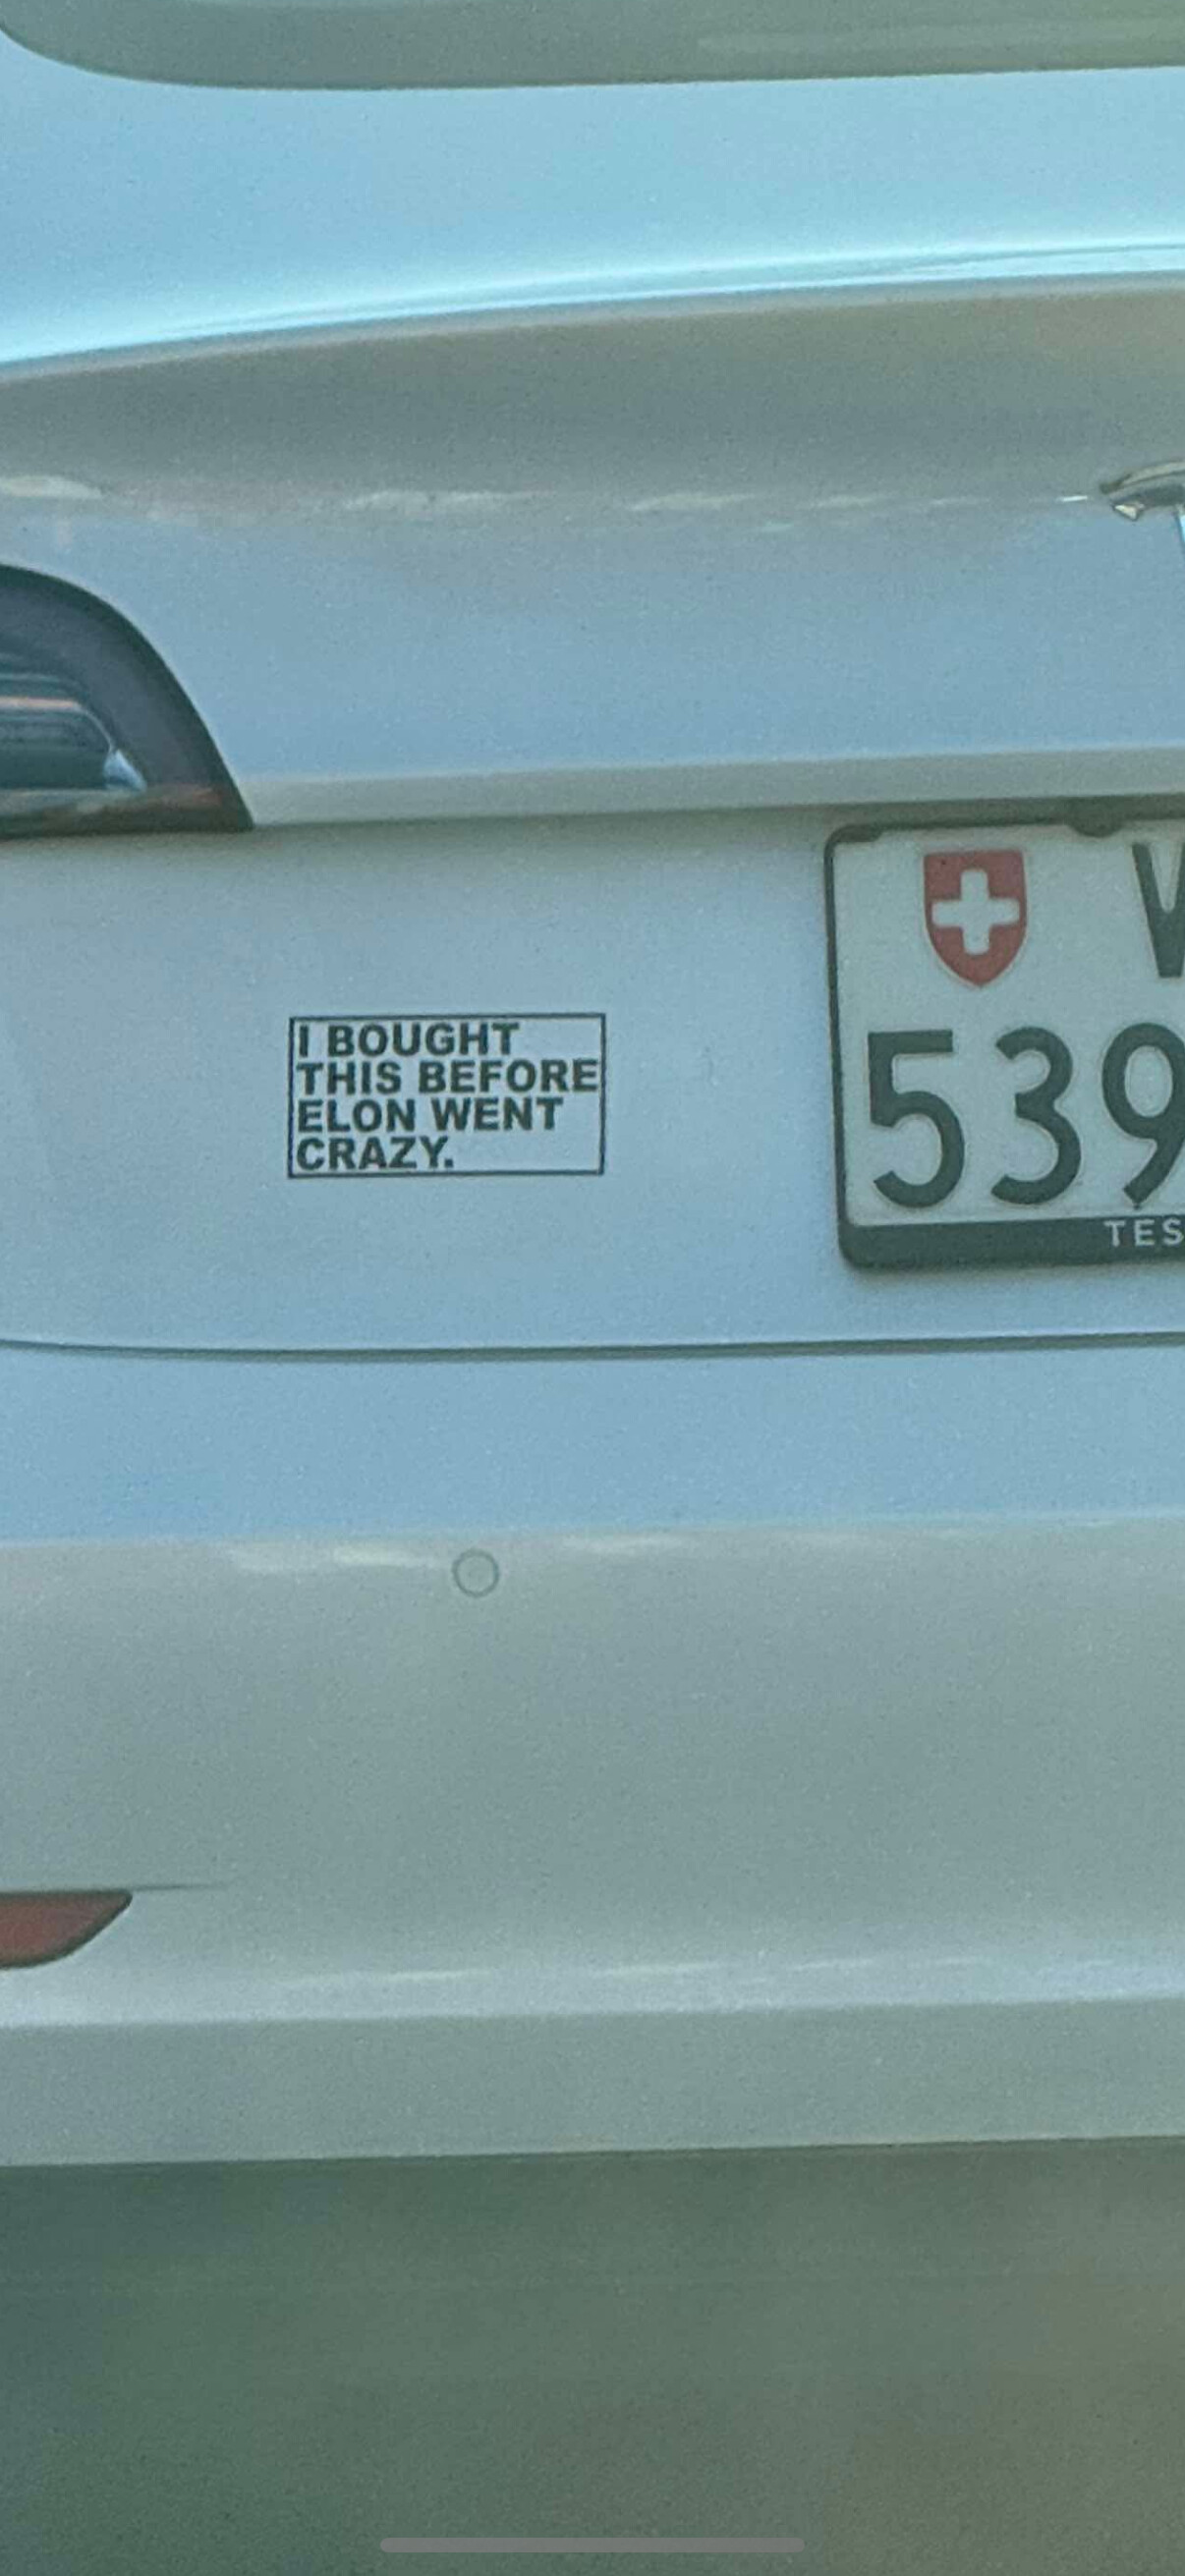 I BOUGHT
THIS BEFORE
ELON WENT
CRAZY.
V
539
TES